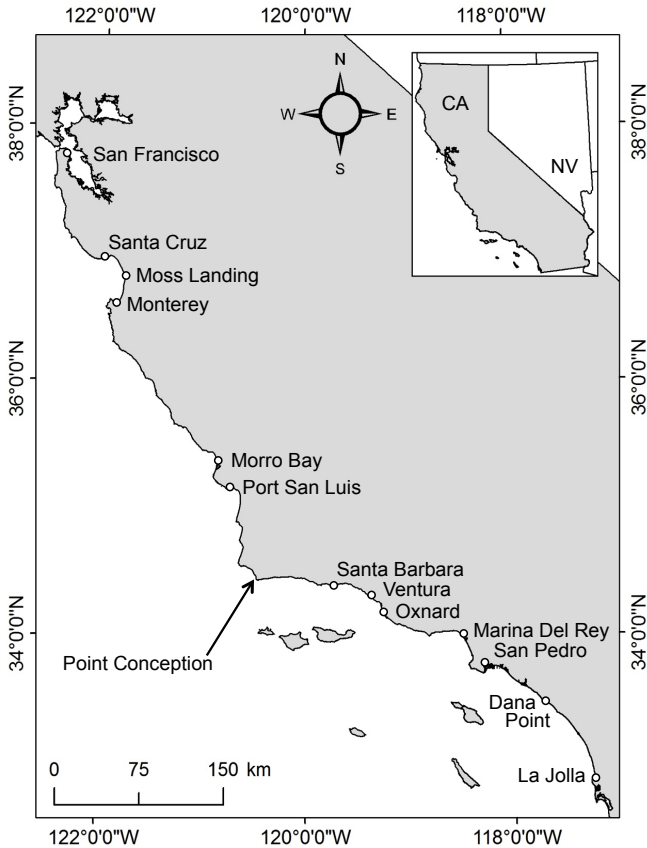 122°0'0"W 120°0'0"W 118°0'0"W
38°0'0"N
36°0'0"N
34°0'0"N
N
W E
S
CA
NV
San Francisco
Santa Cruz
Moss Landing
Monterey
Morro Bay
Port San Luis
Santa Barbara
Ventura
Oxnard
Marina Del Rey
San Pedro
Point Conception
Dana
Point
La Jolla
0 75 150 km
38°0'0"N
36°0'0"N
34°0'0"N
122°0'0"W 120°0'0"W 118°0'0"W